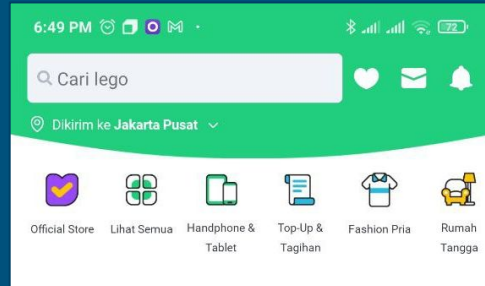 6:49 PM
72
Cari lego
Dikirim ke Jakarta Pusat
Official Store
Lihat Semua
Handphone &
Tablet
Top-Up &
Tagihan
Fashion Pria
Rumah
Tangga